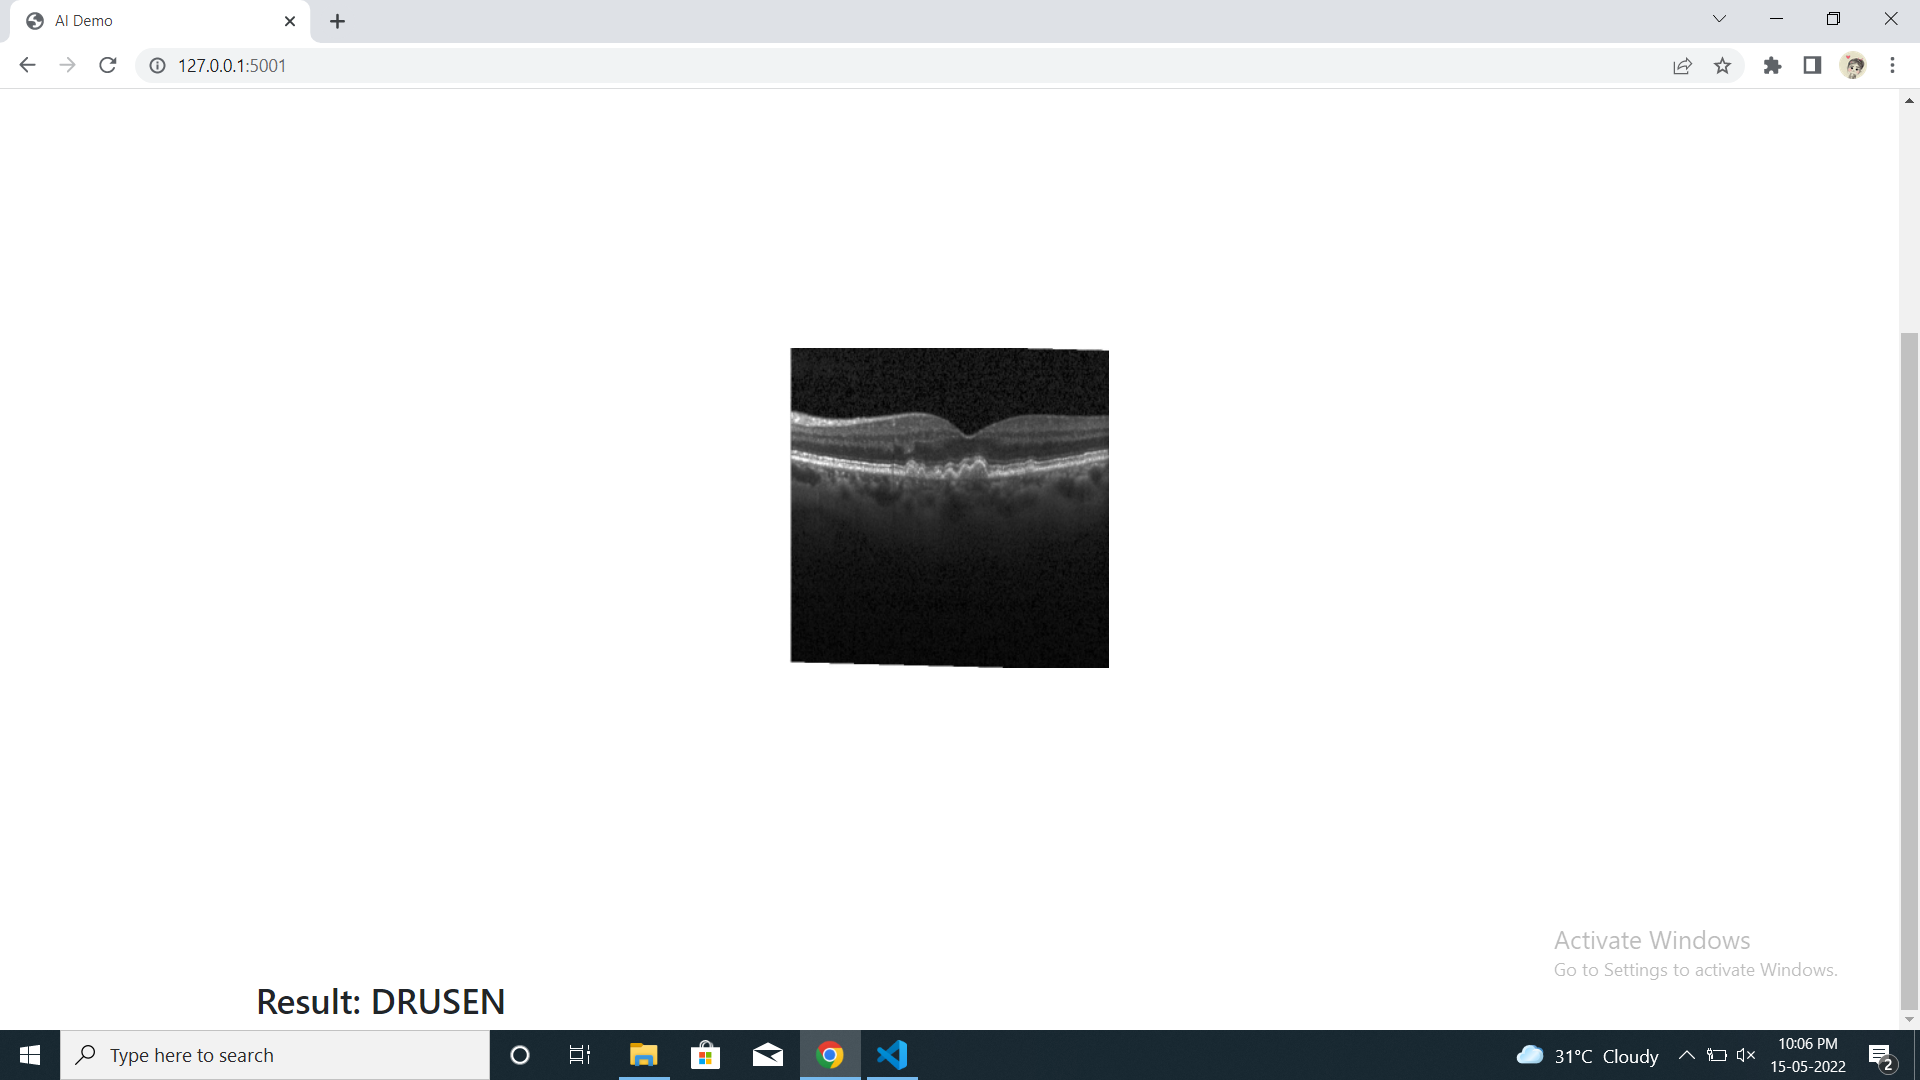 AI Demo
127.0.0.1:5001
Activate Windows
Go to Settings to activate Windows.
Result: DRUSEN
Type here to search
31°C Cloudy
10:06 PM
15-05-2022
2